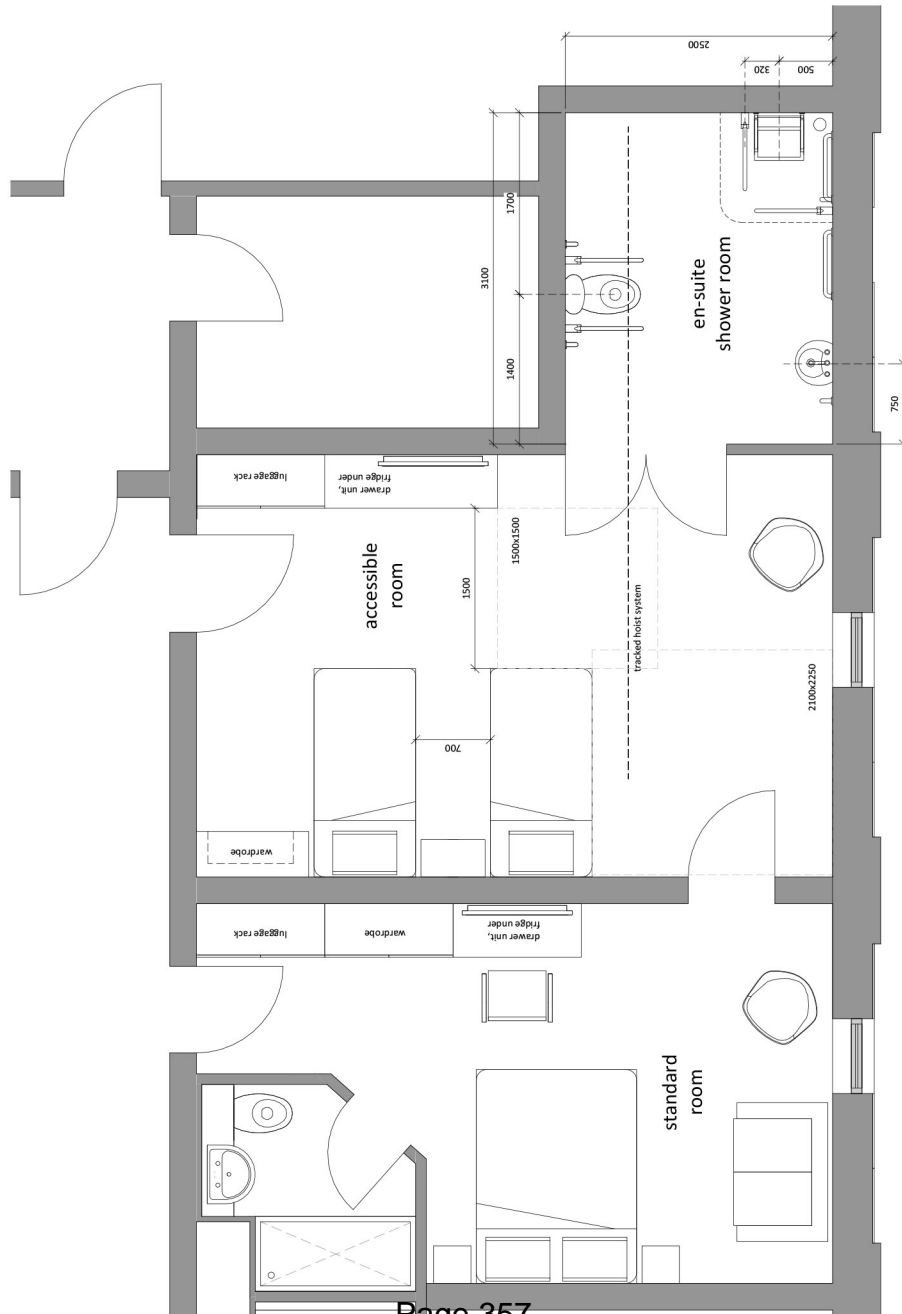 2500
320
500
1700
3100
1400
en-suite
shower room
750
luggage rack
drawer unit,
fridge under
accessible
room
1500
1500x1500
tracked hoist system
2100x2250
700
wardrobe
luggage rack
wardrobe
drawer unit,
fridge under
standard
room
Page 357